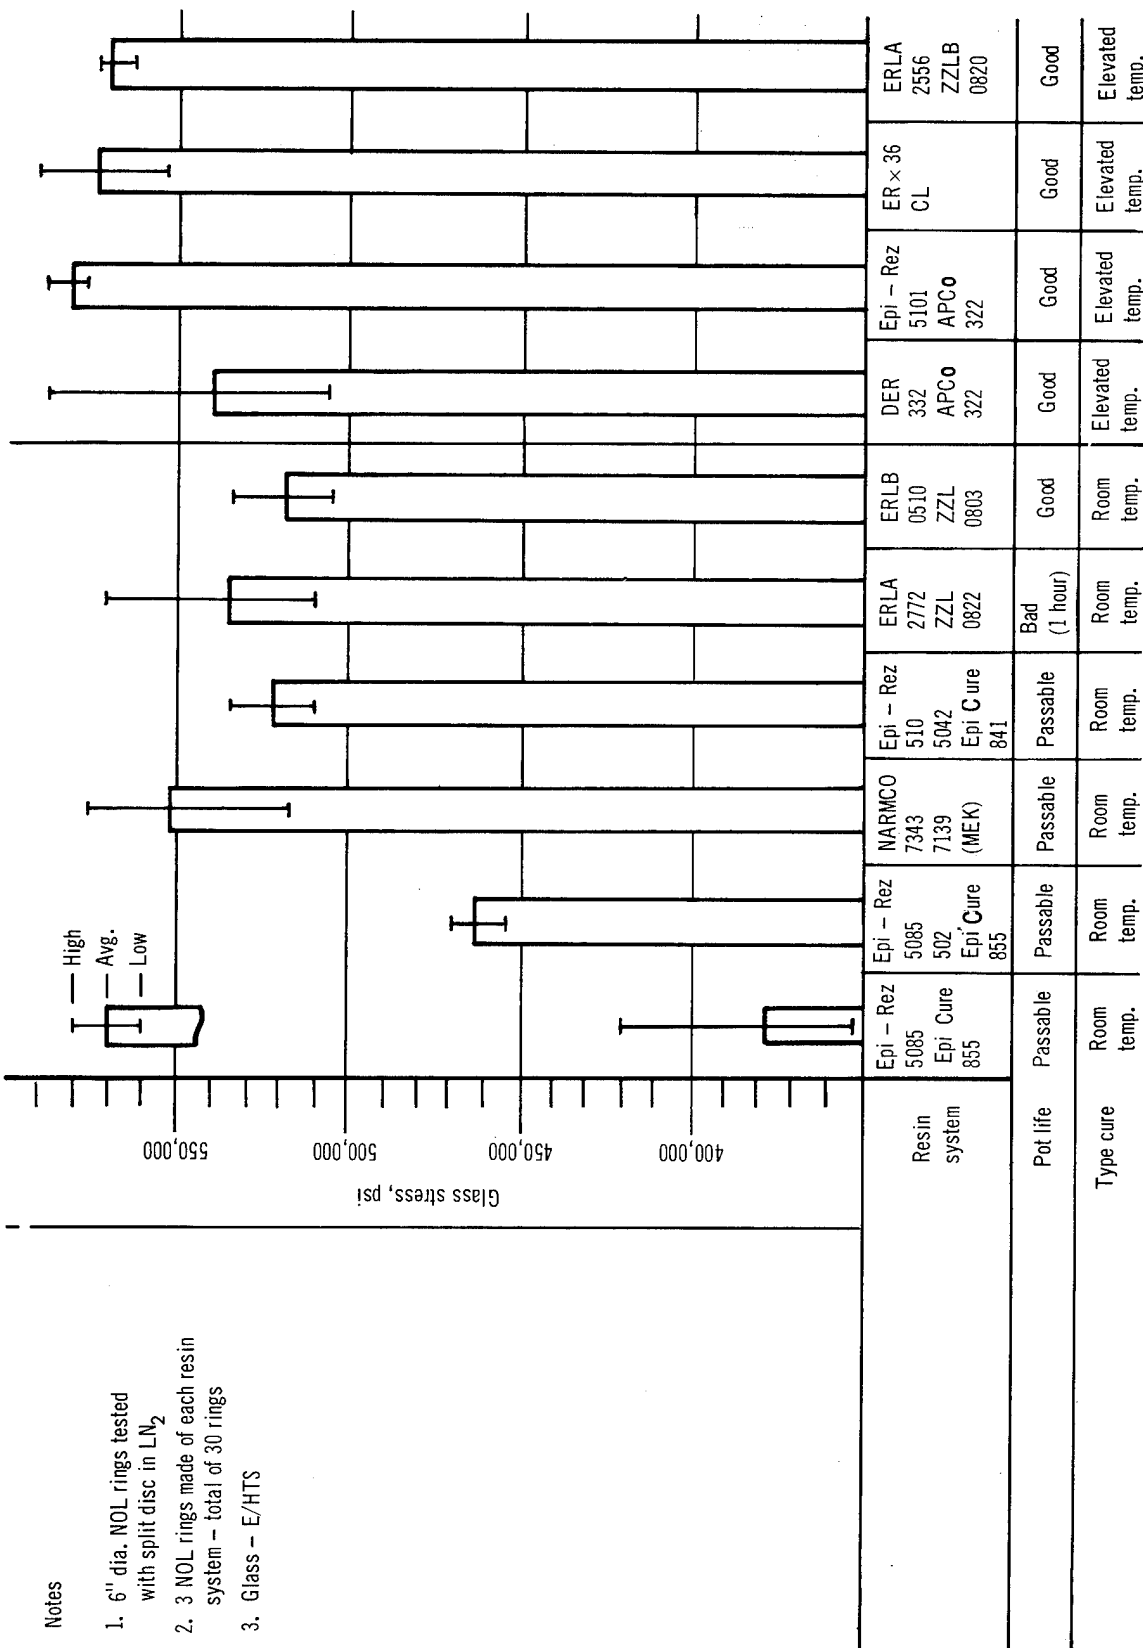 Notes
1. 6" dia. NOL rings tested
with split disc in LN2
2. 3 NOL rings made of each resin
system – total of 30 rings
3. Glass – E/HTS
High
Avg.
Low
Glass stress, psi
550,000
500,000
450,000
400,000
Resin
system
Epi – Rez
5085
Epi Cure
855
Epi – Rez
5085
502
Epi Cure
855
NARMCO
7343
7139
(MEK)
Epi – Rez
510
5042
Epi Cure
841
ERLA
2772
ZZL
0822
ERLB
0510
ZZL
0803
DER
332
APCo
322
Epi – Rez
5101
APCo
322
ER × 36
CL
ERLA
2556
ZZLB
0820
Pot life
Passable
Passable
Passable
Passable
Bad
(1 hour)
Good
Good
Good
Good
Good
Type cure
Room
temp.
Room
temp.
Room
temp.
Room
temp.
Room
temp.
Room
temp.
Elevated
temp.
Elevated
temp.
Elevated
temp.
Elevated
temp.